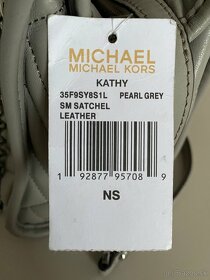 MICHAEL
MICHAEL KORS
KATHY
35F9SY8S1L PEARL GREY
SM SATCHEL
LEATHER
1 92877 95708 9
NS